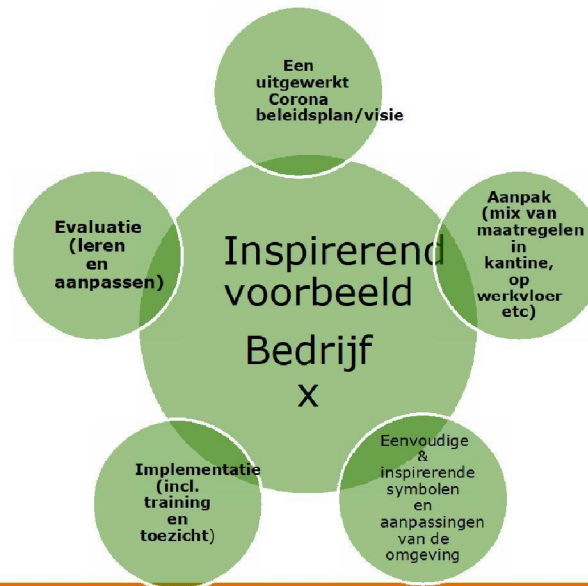 Een
uitgewerkt
Corona
beleidsplan/visie
Aanpak
(mix van
maatregelen
in
kantine,
op
werkvloer
etc)
Eenvoudige
&
inspirerende
symbolen
en
aanpassingen
van de
omgeving
Implementatie
(incl.
training
en
toezicht)
Evaluatie
(leren
en
aanpassen)
Inspirerend
voorbeeld
Bedrijf
x